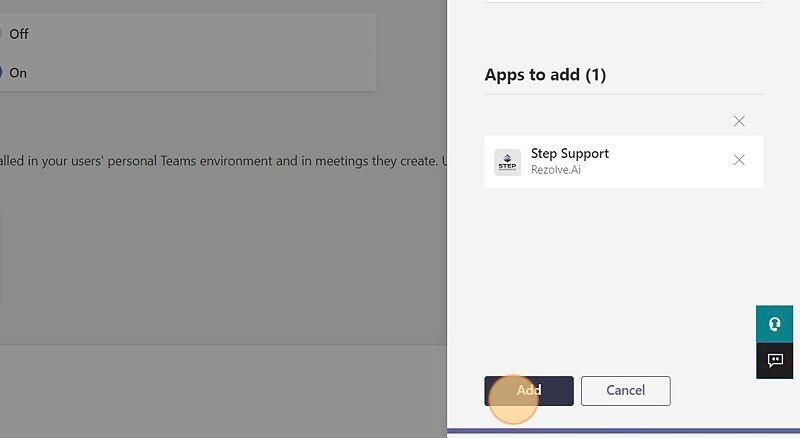 Off
On
alled in your users' personal Teams environment and in meetings they create. U
Apps to add (1)
STEP
Step Support
Rezolve.Ai
Add
Cancel